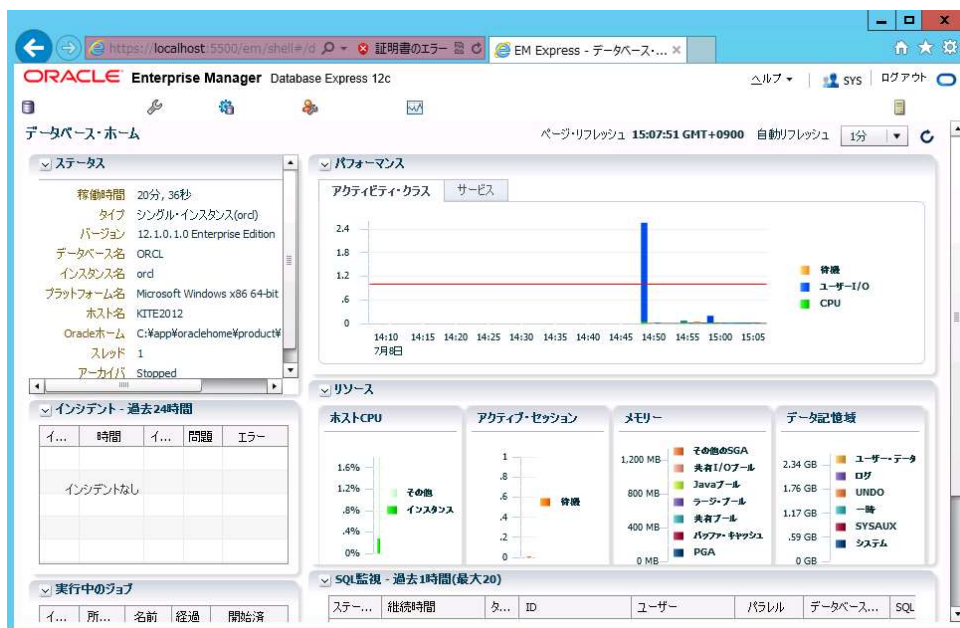 https://localhost:5500/em/shell#/d
証明書のエラー
EM Express - データベース・...
ORACLE Enterprise Manager Database Express 12c
ヘルプ
SYS
ログアウト
データベース・ホーム
ページ・リフレッシュ 15:07:51 GMT+0900 自動リフレッシュ 1分
ステータス
稼働時間 20分, 36秒
タイプ シングル・インスタンス(orcl)
バージョン 12.1.0.1.0 Enterprise Edition
データベース名 ORCL
インスタンス名 orcl
プラットフォーム名 Microsoft Windows x86 64-bit
ホスト名 KITE2012
Oracleホーム C:¥app¥oraclehome¥product¥
スレッド 1
アーカイバ Stopped
インシデント - 過去24時間
イ... 時間 イ... 問題 エラー
インシデントなし
実行中のジョブ
イ... 所... 名前 経過 開始済
パフォーマンス
アクティビティ・クラス サービス
2.4
1.8
1.2
.6
0
14:10 14:15 14:20 14:25 14:30 14:35 14:40 14:45 14:50 14:55 15:00 15:05
7月8日
待機
ユーザーI/O
CPU
リソース
ホストCPU
1.6%
1.2%
.8%
.4%
0%
その他
インスタンス
アクティブ・セッション
1
.8
.6
.4
.2
0
待機
メモリー
1,200 MB
800 MB
400 MB
0 MB
その他のSGA
共有I/Oプール
Javaプール
ラージ・プール
共有プール
バッファ・キャッシュ
PGA
データ記憶域
2.34 GB
1.76 GB
1.17 GB
.59 GB
0 GB
ユーザー・データ
ログ
UNDO
一時
SYSAUX
システム
SQL監視 - 過去1時間(最大20)
ステー... 継続時間 タ... ID ユーザー パラレル データベース... SQL